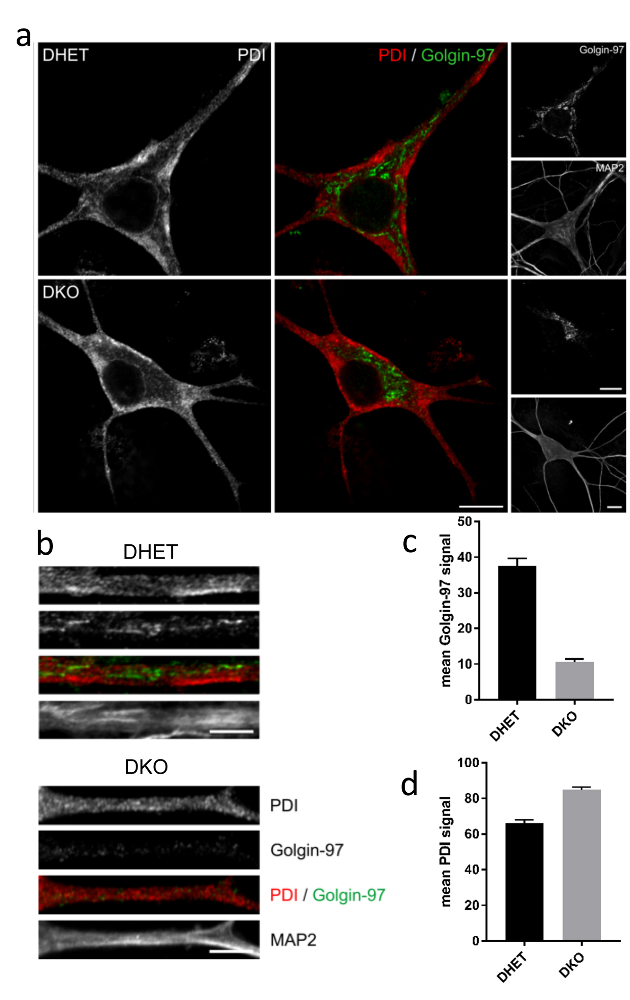 a
DHET
PDI
PDI / Golgin-97
Golgin-97
MAP2
DKO
b
DHET
DKO
PDI
Golgin-97
PDI / Golgin-97
MAP2
c
mean Golgin-97 signal
50
40
30
20
10
0
DHET
DKO
d
mean PDI signal
100
80
60
40
20
0
DHET
DKO